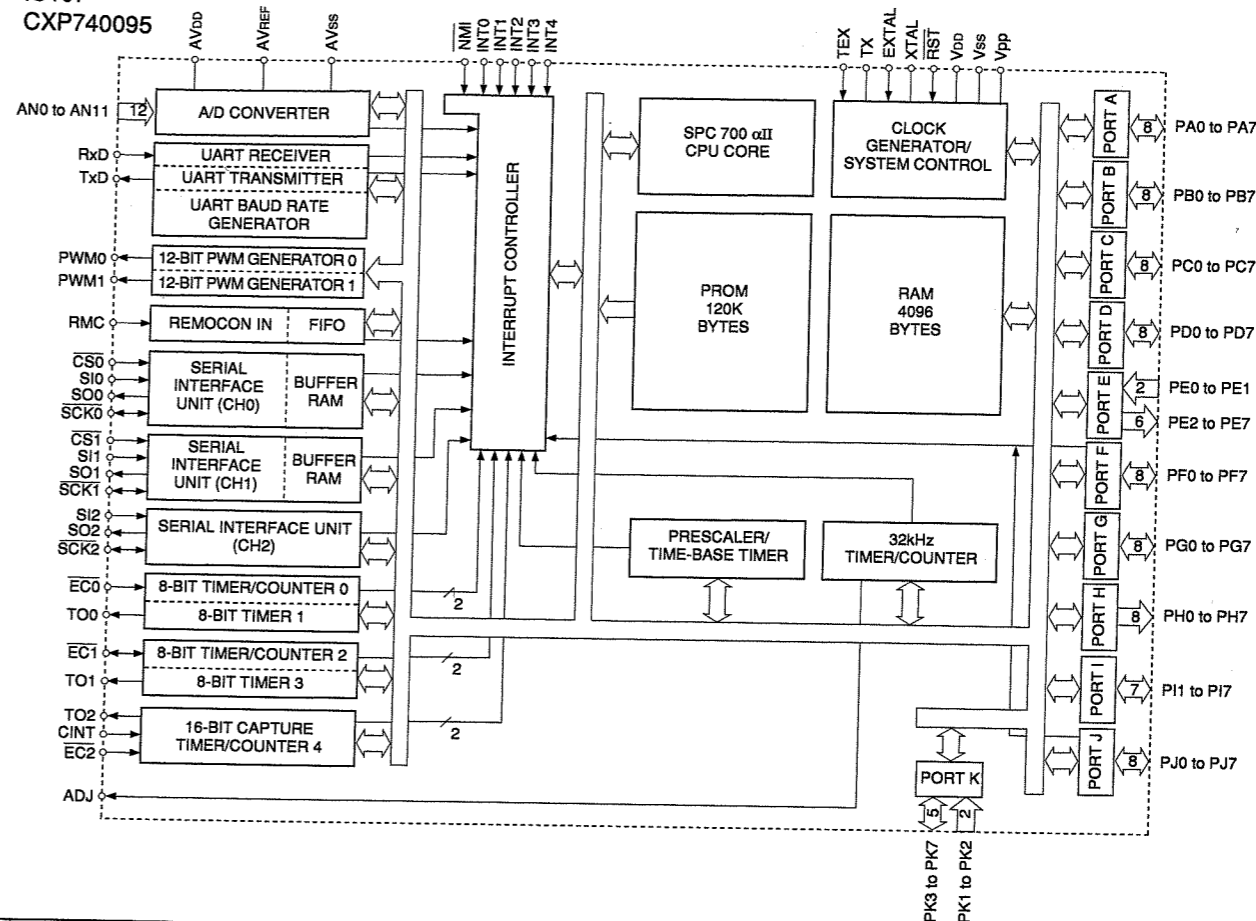 CXP740095
AVDD
AVREF
AVSS
NMI
INT0
INT1
INT2
INT3
INT4
TEX
TX
EXTAL
XTAL
RST
VDD
Vss
Vpp
AN0 to AN11
12
A/D CONVERTER
RxD
UART RECEIVER
TxD
UART TRANSMITTER
UART BAUD RATE
GENERATOR
PWM0
12-BIT PWM GENERATOR 0
PWM1
12-BIT PWM GENERATOR 1
RMC
REMOCON IN
FIFO
CS0
SI0
SO0
SCK0
SERIAL
INTERFACE
UNIT (CH0)
BUFFER
RAM
CS1
SI1
SO1
SCK1
SERIAL
INTERFACE
UNIT (CH1)
BUFFER
RAM
SI2
SO2
SCK2
SERIAL INTERFACE UNIT
(CH2)
EC0
8-BIT TIMER/COUNTER 0
2
TO0
8-BIT TIMER 1
EC1
8-BIT TIMER/COUNTER 2
2
TO1
8-BIT TIMER 3
TO2
CINT
EC2
16-BIT CAPTURE
TIMER/COUNTER 4
2
ADJ
INTERRUPT CONTROLLER
SPC 700 αII
CPU CORE
CLOCK
GENERATOR/
SYSTEM CONTROL
PROM
120K
BYTES
RAM
4096
BYTES
PRESCALER/
TIME-BASE TIMER
32kHz
TIMER/COUNTER
PORT A
8
PA0 to PA7
PORT B
8
PB0 to PB7
PORT C
8
PC0 to PC7
PORT D
8
PD0 to PD7
PORT E
2
PE0 to PE1
6
PE2 to PE7
PORT F
8
PF0 to PF7
PORT G
8
PG0 to PG7
PORT H
8
PH0 to PH7
PORT I
7
PI1 to PI7
PORT J
8
PJ0 to PJ7
PORT K
5
2
PK3 to PK7
PK1 to PK2